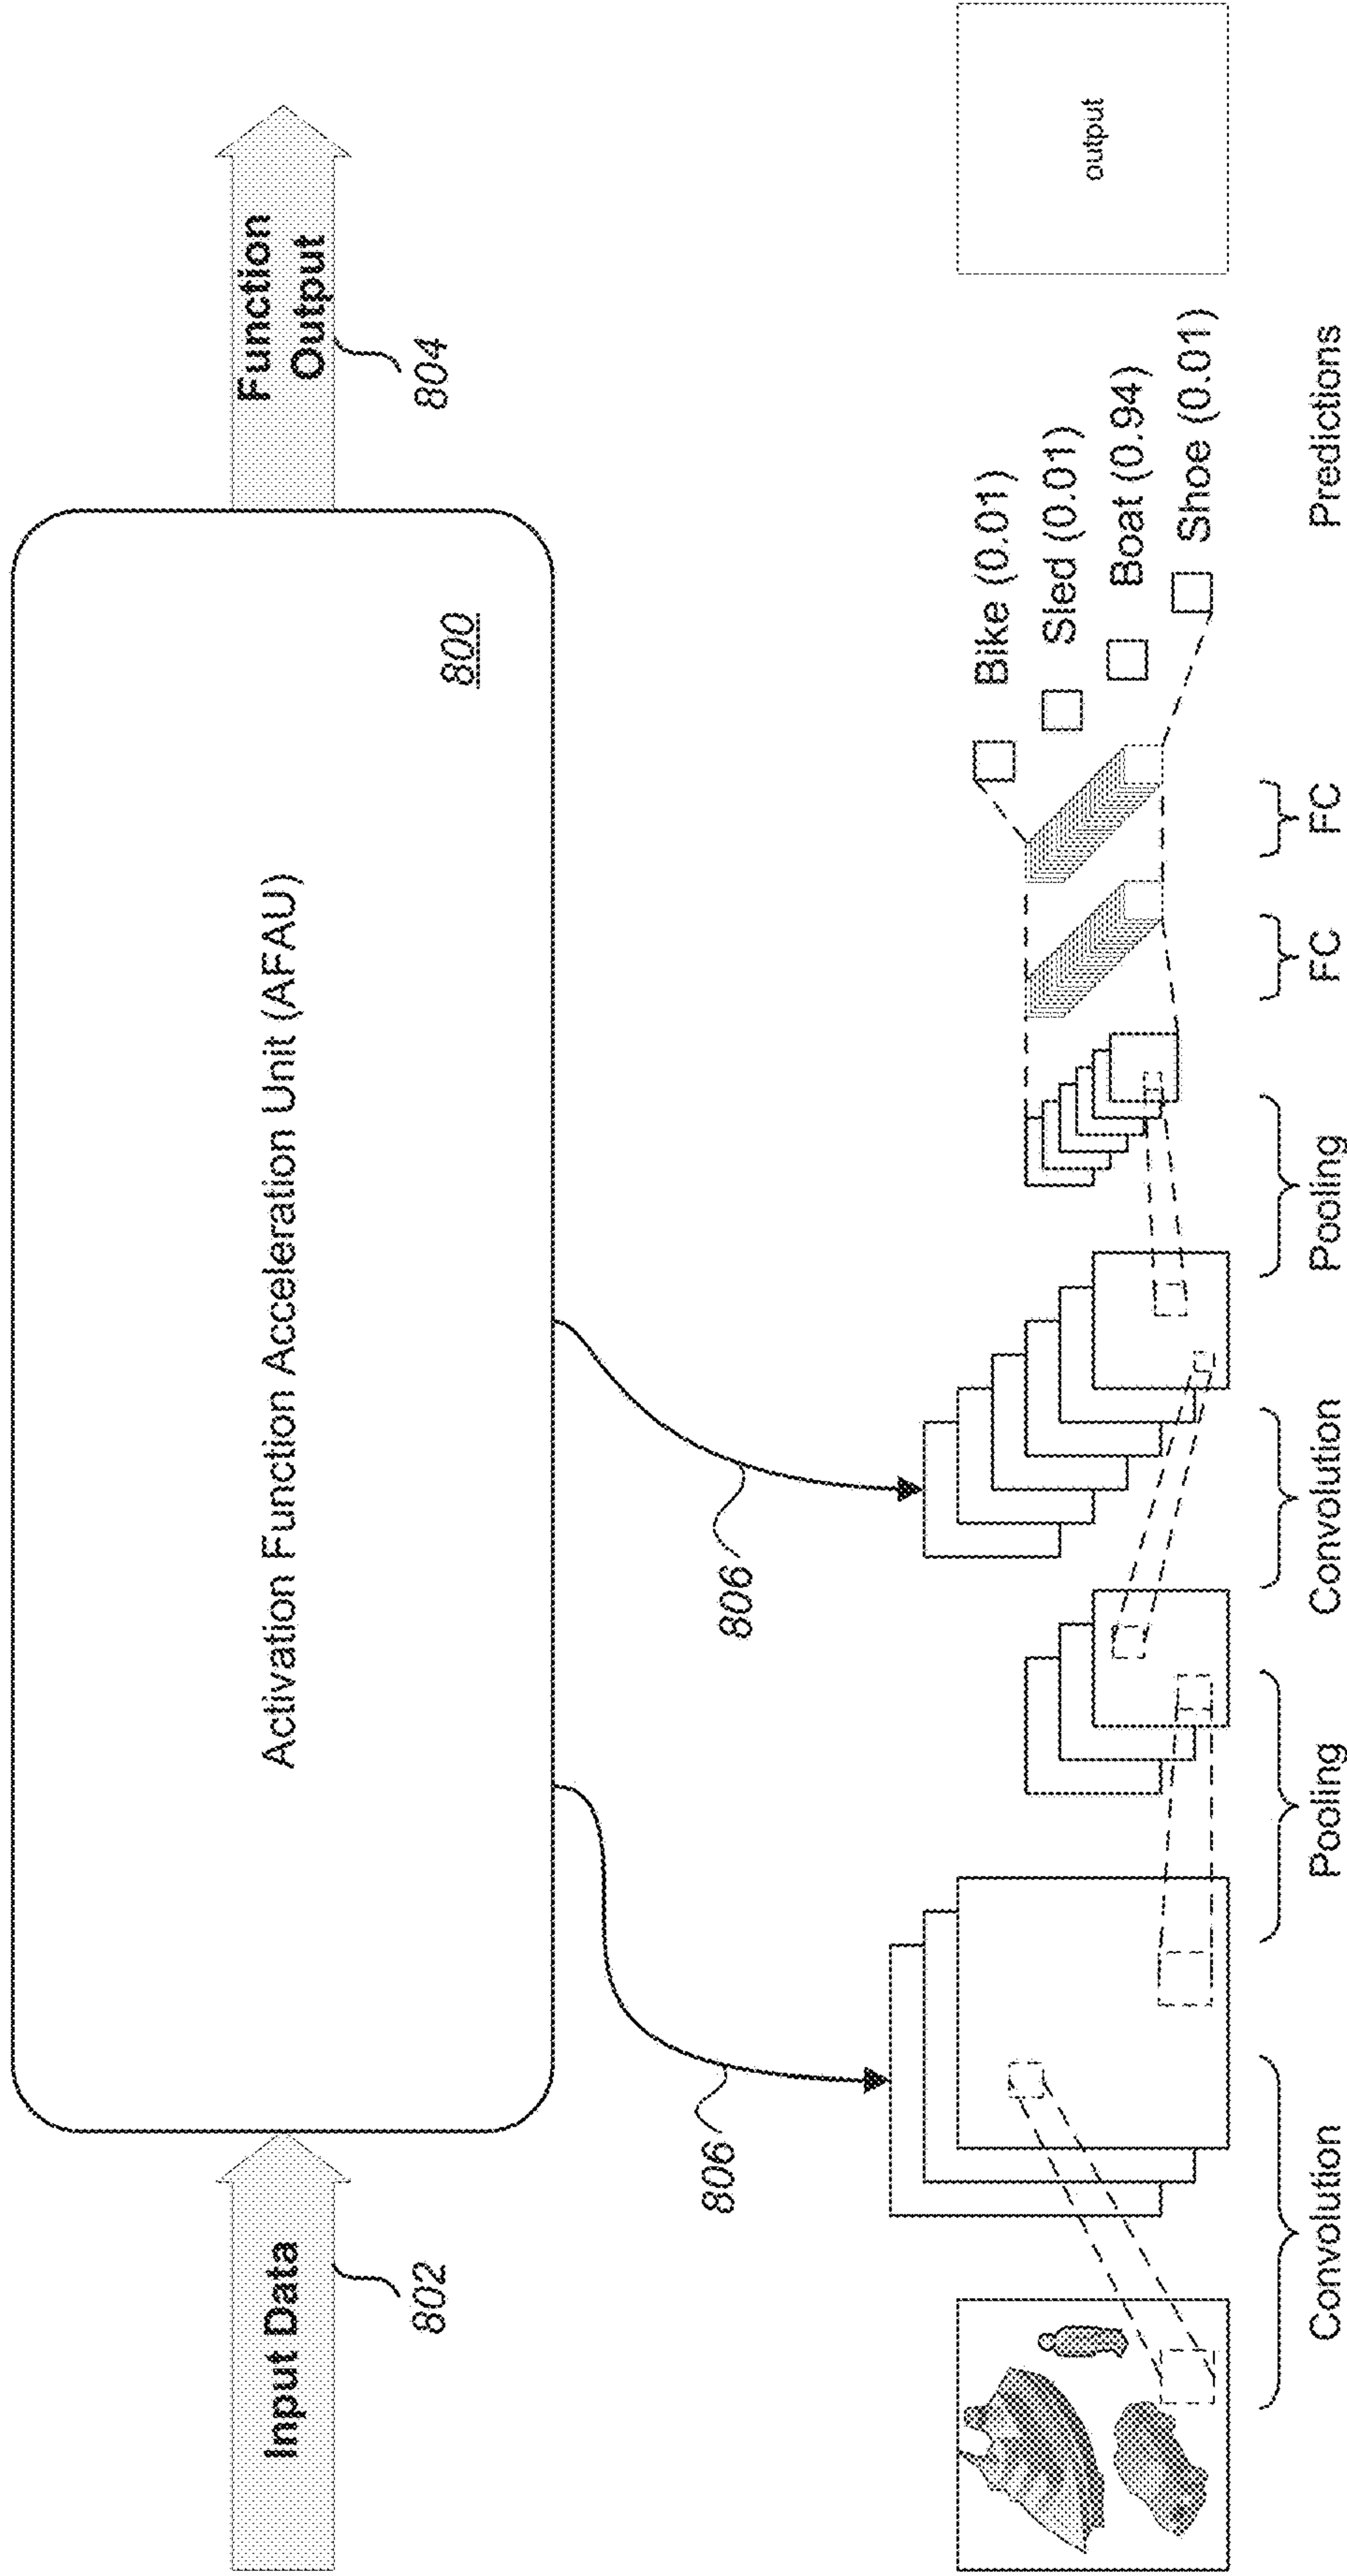 Input Data
802
Activation Function Acceleration Unit (AFAU)
800
Function
Output
804
806
806
Bike (0.01)
Sled (0.01)
Boat (0.94)
Shoe (0.01)
output
Convolution
Pooling
Convolution
Pooling
FC
FC
Predictions